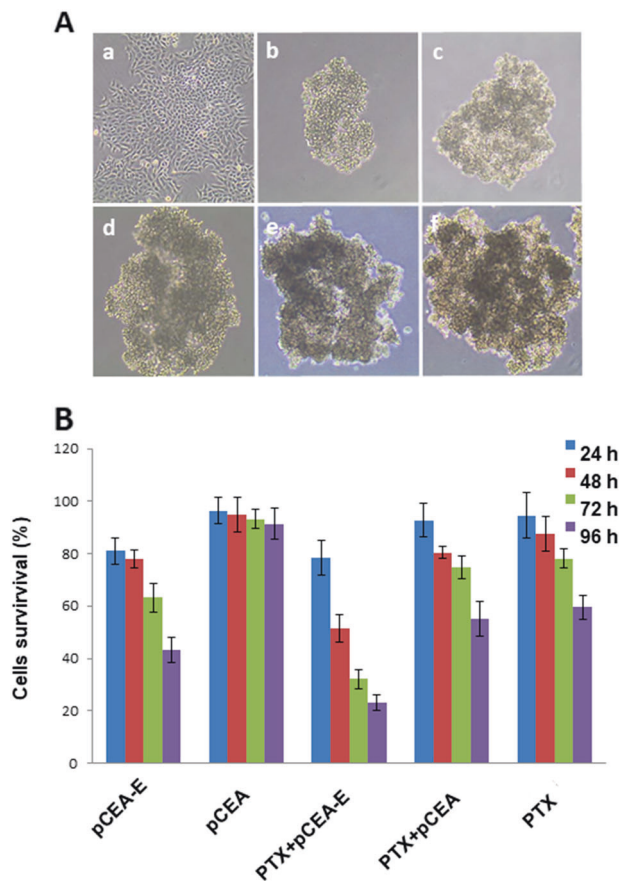 A
a
b
c
d
e
f
B
120
100
80
60
40
20
0
Cells survirvival (%)
24 h
48 h
72 h
96 h
pCEA-E
pCEA
PTX+pCEA-E
PTX+pCEA
PTX